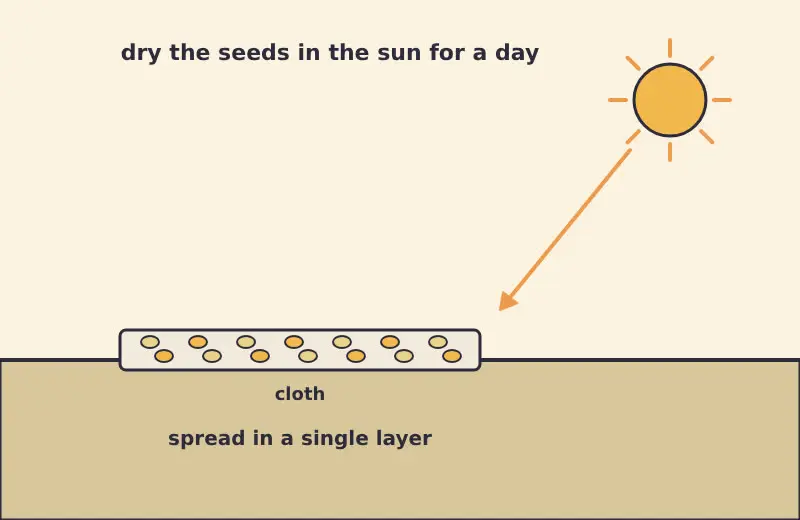 dry the seeds in the sun for a day
cloth
spread in a single layer